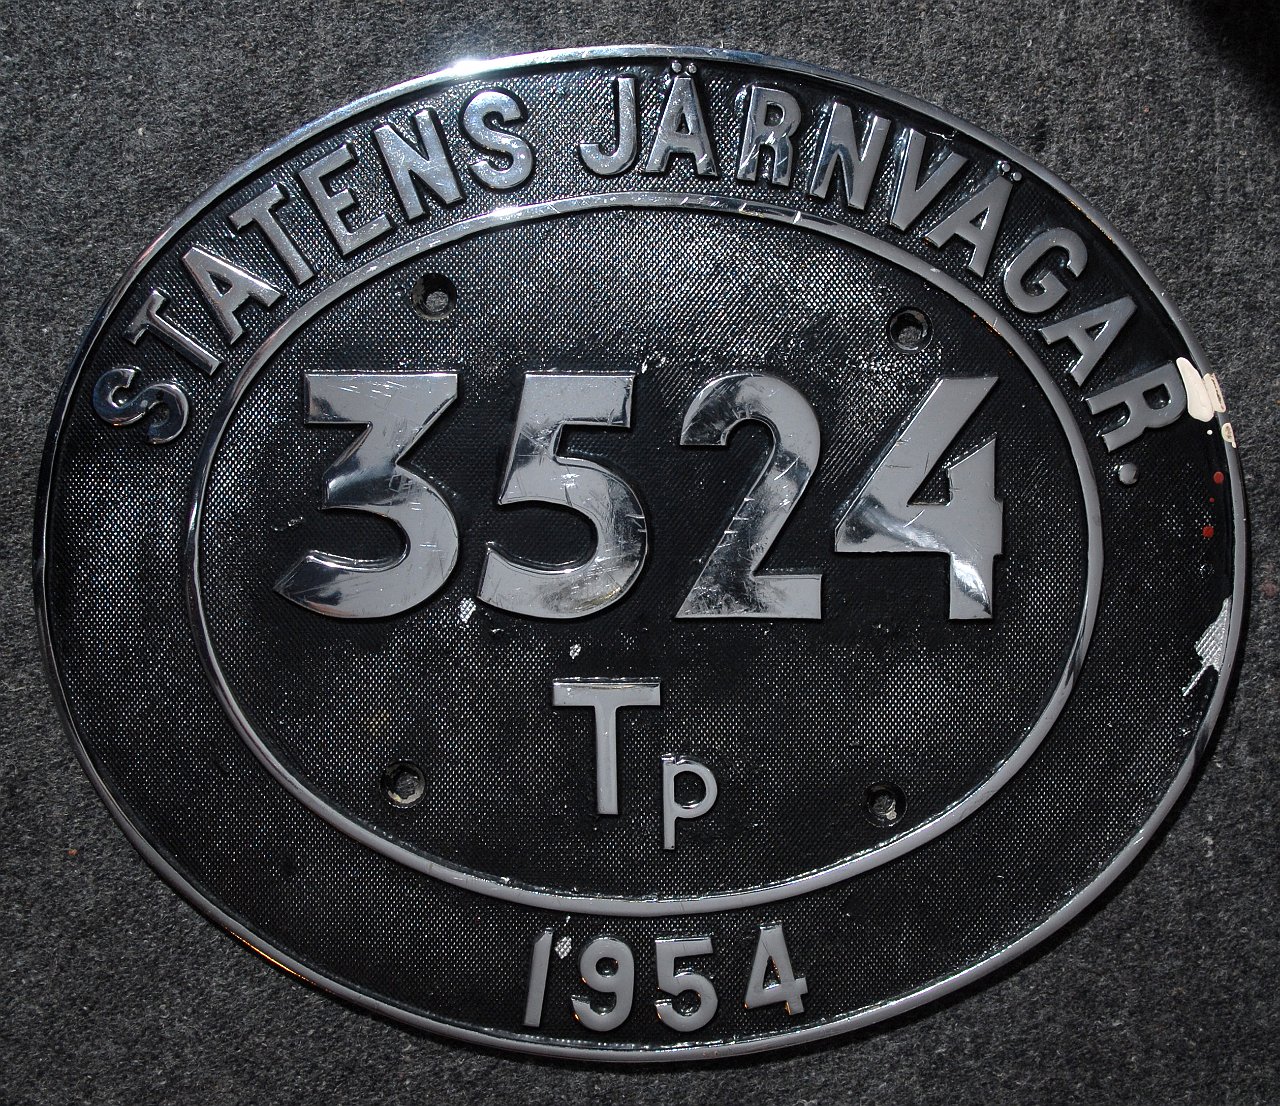 STATENS JÄRNVÄGAR.
3524
Tp
1954